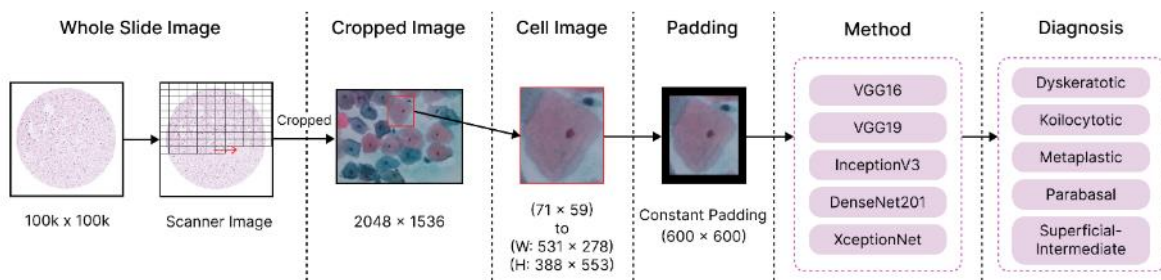 Whole Slide Image
Cropped Image
Cell Image
Padding
Method
Diagnosis
Cropped
100k x 100k
Scanner Image
2048 × 1536
(71 × 59)
to
(W: 531 × 278)
(H: 388 × 553)
Constant Padding
(600 × 600)
VGG16
VGG19
InceptionV3
DenseNet201
XceptionNet
Dyskeratotic
Koilocytotic
Metaplastic
Parabasal
Superficial-
Intermediate